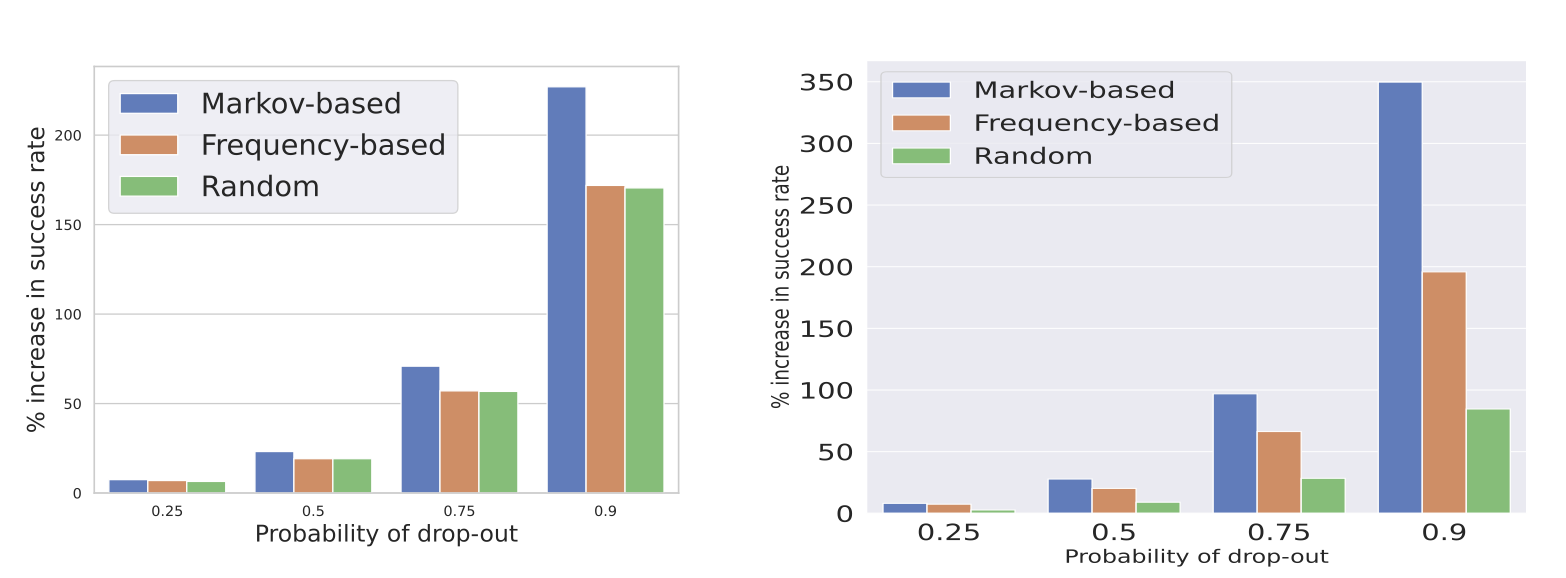 % increase in success rate
200
150
100
50
0
Markov-based
Frequency-based
Random
0.25 0.5 0.75 0.9
Probability of drop-out
% increase in success rate
350
300
250
200
150
100
50
0
Markov-based
Frequency-based
Random
0.25 0.5 0.75 0.9
Probability of drop-out